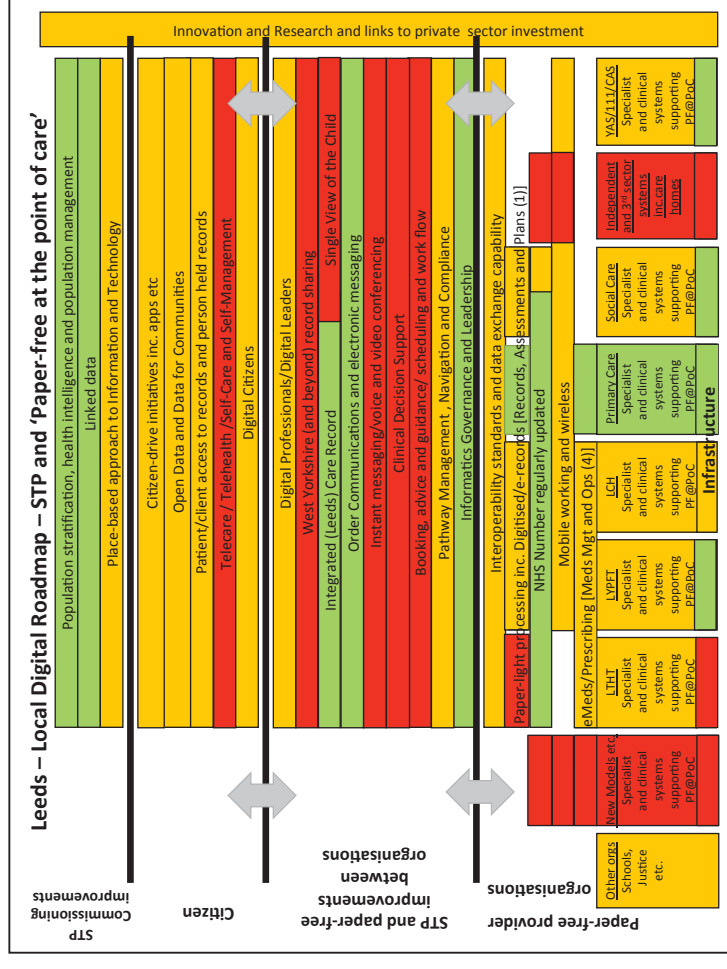 Leeds – Local Digital Roadmap – STP and ‘Paper-free at the point of care’
Innovation and Research and links to private sector investment
STP
Commissioning
improvements
Population stratification, health intelligence and population management
Linked data
Place-based approach to Information and Technology
Citizen
Citizen-drive initiatives inc. apps etc
Open Data and Data for Communities
Patient/client access to records and person held records
Telecare / Telehealth /Self-Care and Self-Management
Digital Citizens
STP and paper-free
improvements
between
organisations
Digital Professionals/Digital Leaders
West Yorkshire (and beyond) record sharing
Integrated (Leeds) Care Record
Single View of the Child
Order Communications and electronic messaging
Instant messaging/voice and video conferencing
Clinical Decision Support
Booking, advice and guidance/ scheduling and work flow
Pathway Management , Navigation and Compliance
Informatics Governance and Leadership
Paper-free provider
organisations
Interoperability standards and data exchange capability
Paper-light processing inc. Digitised/e-records [Records, Assessments and Plans (1)]
NHS Number regularly updated
Mobile working and wireless
eMeds/Prescribing [Meds Mgt and Ops (4)]
Other orgs
Schools,
Justice
etc.
New Models etc
Specialist
and clinical
systems
supporting
PF@PoC
LTHT
Specialist
and clinical
systems
supporting
PF@PoC
LYPFT
Specialist
and clinical
systems
supporting
PF@PoC
LCH
Specialist
and clinical
systems
supporting
PF@PoC
Primary Care
Specialist
and clinical
systems
supporting
PF@PoC
Social Care
Specialist
and clinical
systems
supporting
PF@PoC
Independent
and 3rd sector
systems
inc.care
homes
YAS/111/CAS
Specialist
and clinical
systems
supporting
PF@PoC
Infrastructure